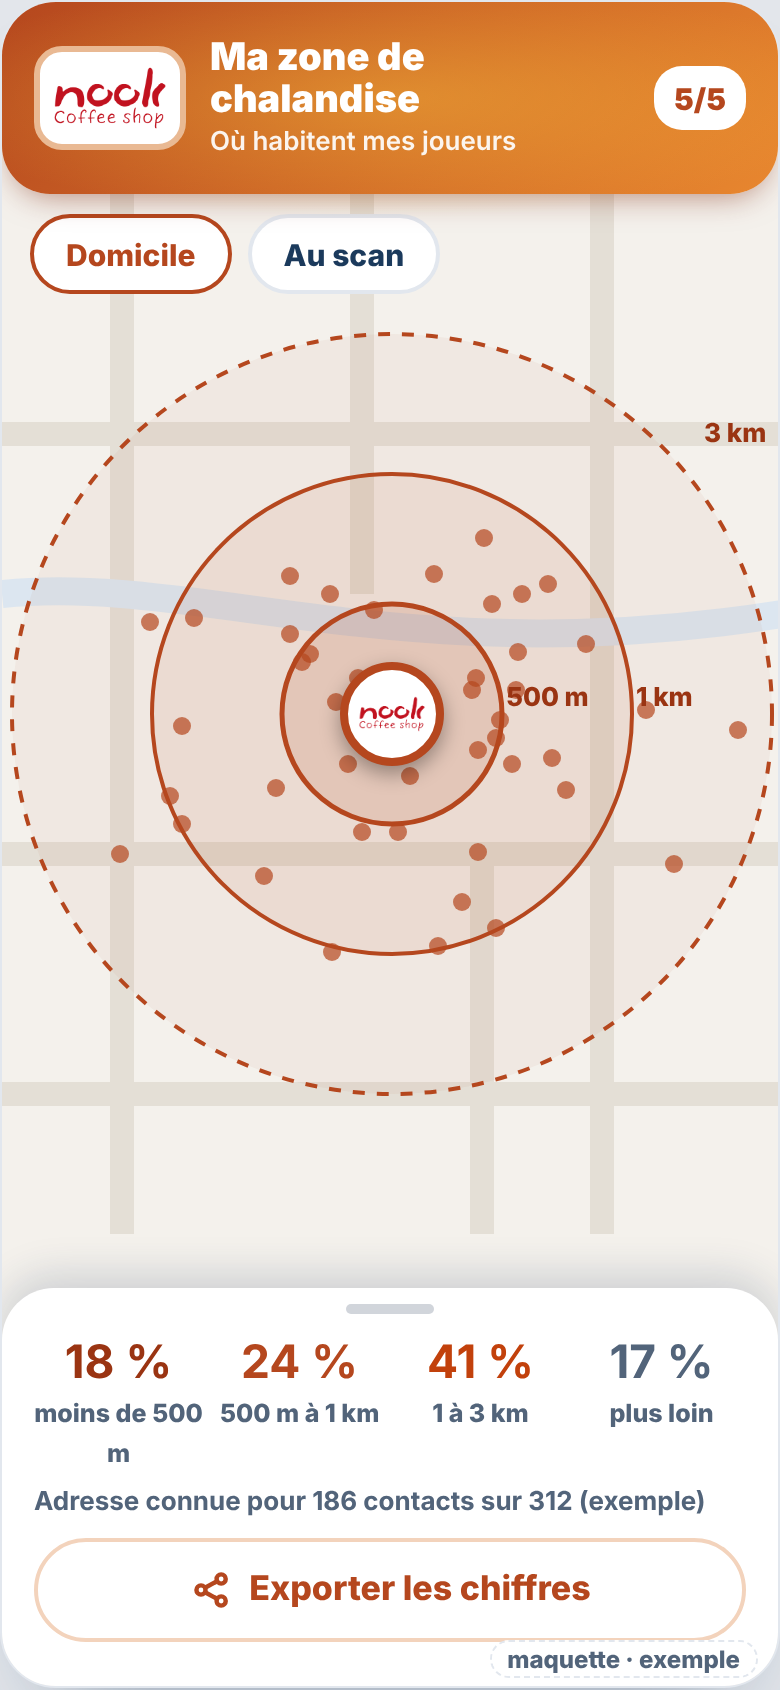 nook
Coffee shop
Ma zone de
chalandise
Où habitent mes joueurs
5/5
Domicile
Au scan
3 km
500 m
1 km
nook
Coffee shop
18 %
24 %
41 %
17 %
moins de 500
m
500 m à 1 km
1 à 3 km
plus loin
Adresse connue pour 186 contacts sur 312 (exemple)
Exporter les chiffres
maquette · exemple